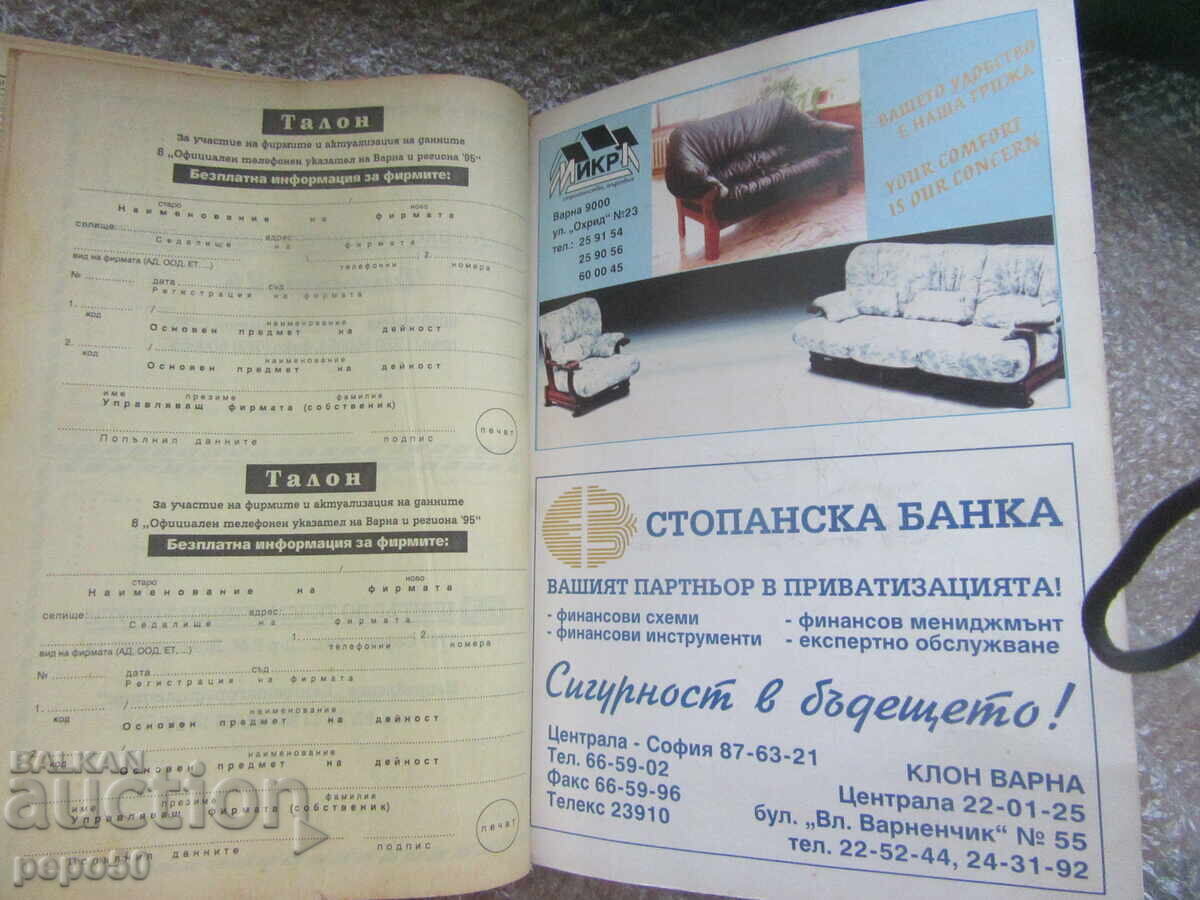 Талон
За участие на фирмите и актуализация на данните
в „Официален телефонен указател на Варна и региона '95“
Безплатна информация за фирмите:
старо / ново
Наименование на фирмата
селище: адрес:
Седалище на фирмата
вид на фирмата (АД, ООД, ЕТ, ...) 1. 2.
телефонни номера
№ дата съд
Регистрация на фирмата
1. /
код наименование
Основен предмет на дейност
2. /
код наименование
Основен предмет на дейност
име презиме фамилия
Управляващ фирмата (собственик)
Попълнил данните подпис
печат
Талон
За участие на фирмите и актуализация на данните
в „Официален телефонен указател на Варна и региона '95“
Безплатна информация за фирмите:
старо / ново
Наименование на фирмата
селище: адрес:
Седалище на фирмата
1. 2.
вид на фирмата (АД, ООД, ЕТ, ...) телефонни номера
№ дата съд
Регистрация на фирмата
1. /
код наименование
Основен предмет на дейност
2. /
код наименование
Основен предмет на дейност
име презиме фамилия
Управляващ фирмата (собственик)
Попълнил данните подпис
печат
МИКРА
Варна 9000
ул. „Охрид“ №23
тел.: 25 91 54
25 90 56
60 00 45
ВАШЕТО УДОБСТВО
Е НАША ГРИЖА
YOUR COMFORT
IS OUR CONCERN
СТОПАНСКА БАНКА
ВАШИЯТ ПАРТНЬОР В ПРИВАТИЗАЦИЯТА!
- финансови схеми - финансов мениджмънт
- финансови инструменти - експертно обслужване
Сигурност в бъдещето!
Централа - София 87-63-21
Тел. 66-59-02
Факс 66-59-96
Телекс 23910
КЛОН ВАРНА
Централа 22-01-25
бул. „Вл. Варненчик“ № 55
тел. 22-52-44, 24-31-92
BALKAN
auction
pepo50